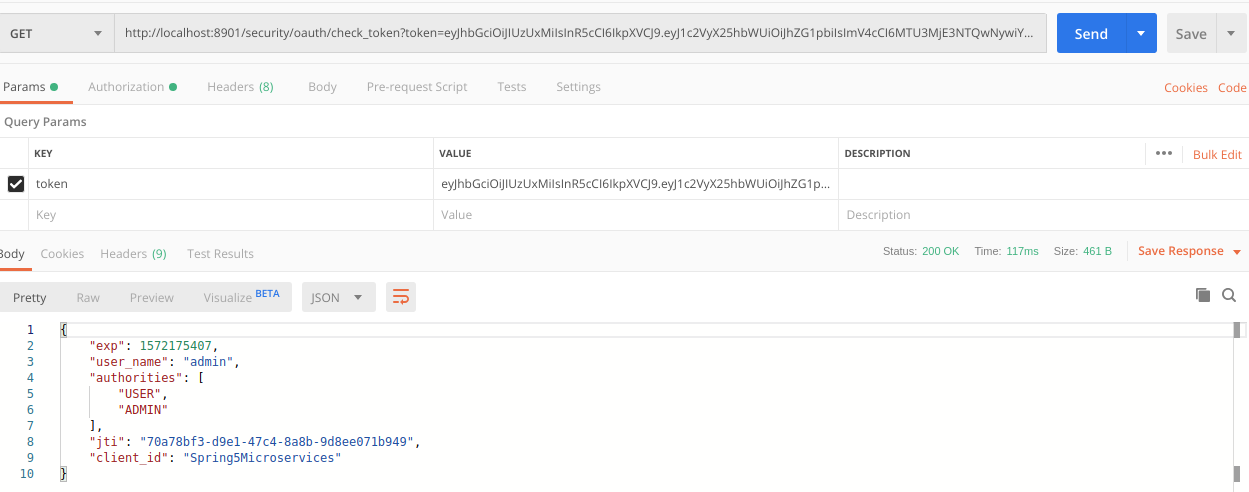 GET http://localhost:8901/security/oauth/check_token?token=eyJhbGciOiJIUzUxMiIsInR5cCI6IkpXVCJ9.eyJ1c2VyX25hbWUiOiJhZG1pbiIsImV4cCI6MTU3MjE3NTQwNywiY... Send Save
Params Authorization Headers (8) Body Pre-request Script Tests Settings Cookies Code
Query Params
KEY VALUE DESCRIPTION ••• Bulk Edit
token eyJhbGciOiJIUzUxMiIsInR5cCI6IkpXVCJ9.eyJ1c2VyX25hbWUiOiJhZG1p...
Key Value Description
Body Cookies Headers (9) Test Results Status: 200 OK Time: 117ms Size: 461 B Save Response
Pretty Raw Preview Visualize BETA JSON
1 {
2 "exp": 1572175407,
3 "user_name": "admin",
4 "authorities": [
5 "USER",
6 "ADMIN"
7 ],
8 "jti": "70a78bf3-d9e1-47c4-8a8b-9d8ee071b949",
9 "client_id": "Spring5Microservices"
10 }